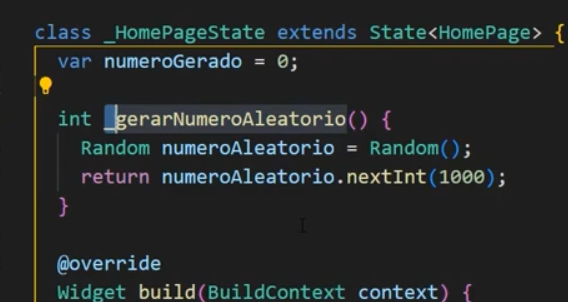 class _HomePageState extends State<HomePage> {
var numeroGerado = 0;
int _gerarNumeroAleatorio() {
Random numeroAleatorio = Random();
return numeroAleatorio.nextInt(1000);
}
@override
Widget build(BuildContext context) {